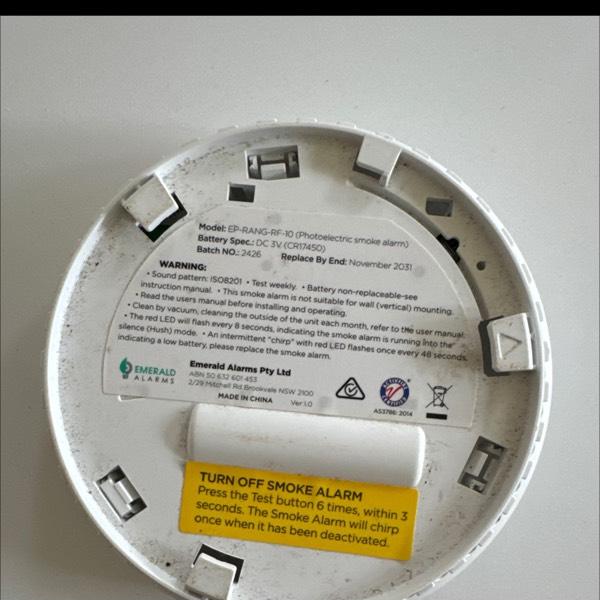 Model: EP-RANG-RF-10 (Photoelectric smoke alarm)
Battery Spec.: DC 3V (CR17450)
Batch NO.: 2426 Replace By End: November 2031
WARNING:
• Sound pattern: ISO8201 • Test weekly. • Battery non-replaceable-see
instruction manual. • This smoke alarm is not suitable for wall (vertical) mounting.
• Read the users manual before installing and operating.
• Clean by vacuum, cleaning the outside of the unit each month, refer to the user manual.
• The red LED will flash every 8 seconds, indicating the smoke alarm is running into the
silence (Hush) mode. • An intermittent "chirp" with red LED flashes once every 48 seconds,
indicating a low battery, please replace the smoke alarm.
EMERALD
ALARMS
Emerald Alarms Pty Ltd
ABN 50 632 601 453
2/29 Mitchell Rd, Brookvale NSW 2100
MADE IN CHINA Ver:1.0
AS3786: 2014
TURN OFF SMOKE ALARM
Press the Test button 6 times, within 3
seconds. The Smoke Alarm will chirp
once when it has been deactivated.